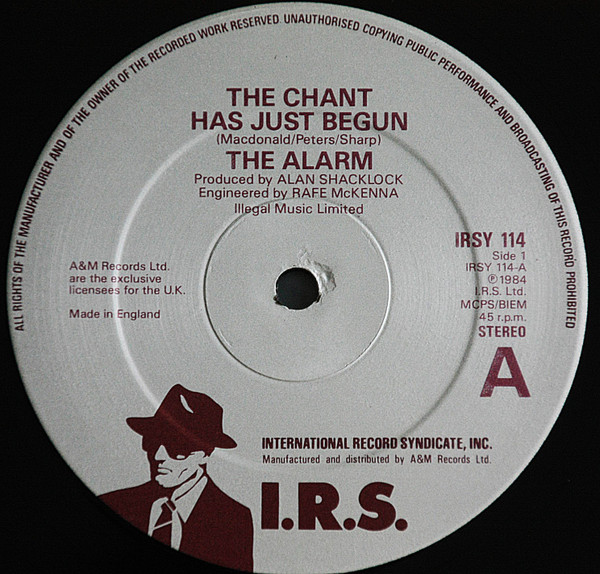 ALL RIGHTS OF THE MANUFACTURER AND OF THE OWNER OF THE RECORDED WORK RESERVED. UNAUTHORISED COPYING PUBLIC PERFORMANCE AND BROADCASTING OF THIS RECORD PROHIBITED
THE CHANT
HAS JUST BEGUN
(Macdonald/Peters/Sharp)
THE ALARM
Produced by ALAN SHACKLOCK
Engineered by RAFE McKENNA
Illegal Music Limited
A&M Records Ltd.
are the exclusive
licensees for the U.K.
Made in England
IRSY 114
Side 1
IRSY 114-A
℗1984
I.R.S. Ltd.
MCPS/BIEM
45 r.p.m.
STEREO
A
INTERNATIONAL RECORD SYNDICATE, INC.
Manufactured and distributed by A&M Records Ltd.
I.R.S.